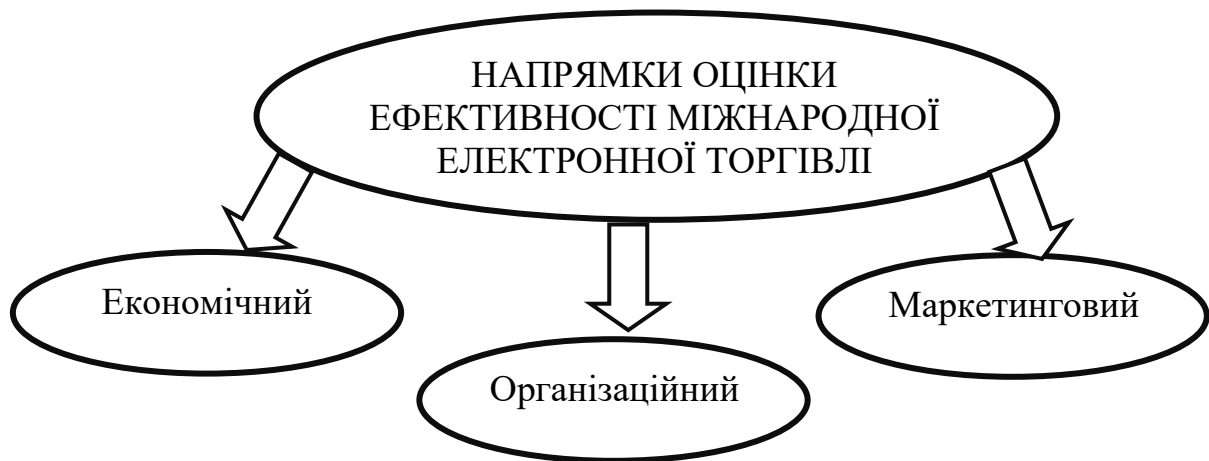 НАПРЯМКИ ОЦІНКИ
ЕФЕКТИВНОСТІ МІЖНАРОДНОЇ
ЕЛЕКТРОННОЇ ТОРГІВЛІ
Економічний
Маркетинговий
Організаційний